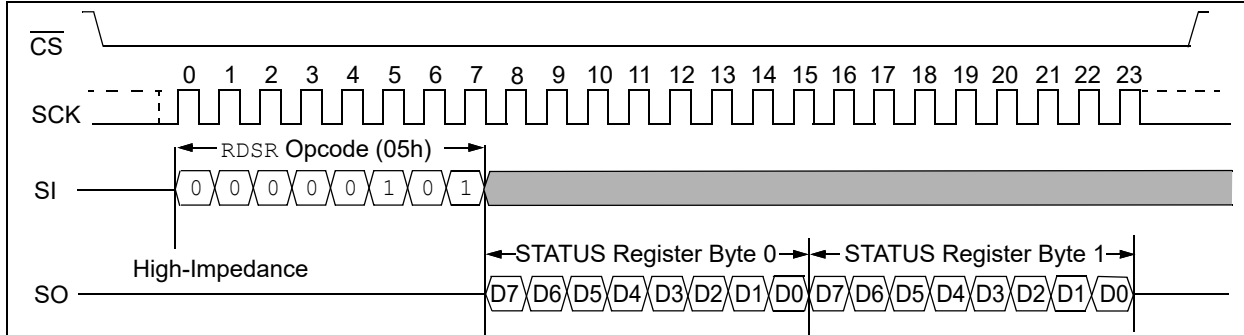 CS
0 1 2 3 4 5 6 7 8 9 10 11 12 13 14 15 16 17 18 19 20 21 22 23
SCK
RDSR Opcode (05h)
SI 0 0 0 0 0 1 0 1
STATUS Register Byte 0 STATUS Register Byte 1
High-Impedance
SO D7 D6 D5 D4 D3 D2 D1 D0 D7 D6 D5 D4 D3 D2 D1 D0